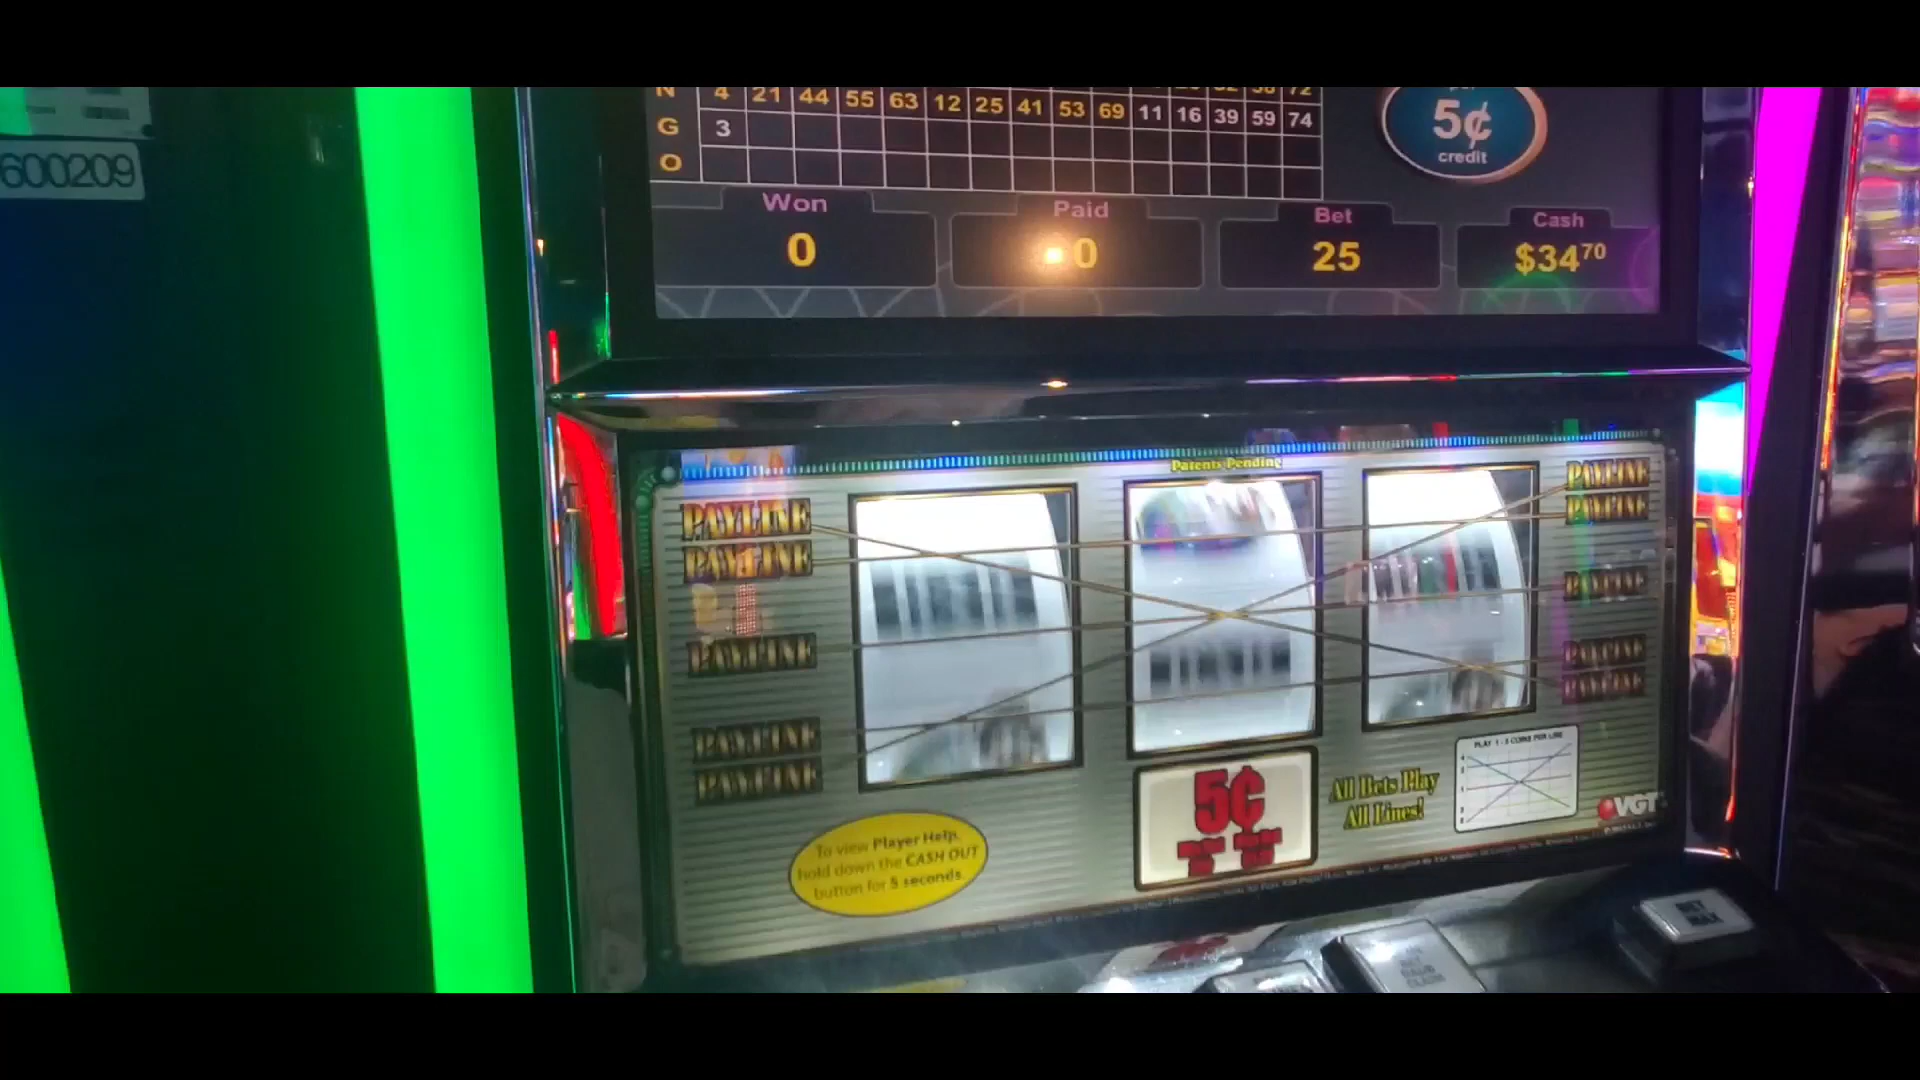 600209
N 4 21 44 55 63 12 25 41 53 69 11 16 39 59 74
G 3
O
5¢
credit
Won
Paid
Bet
Cash
0
0
25
$34 70
Patents Pending
PAYLINE
PAYLINE
PAYLINE
PAYLINE
PAYLINE
PAYLINE
PAYLINE
PAYLINE
PAYLINE
PAYLINE
PLAY 1 - 5 COINS PER LINE
5¢
All Bets Play
All Lines!
VGT
To view Player Help,
hold down the CASH OUT
button for 5 seconds.
BET
MAX